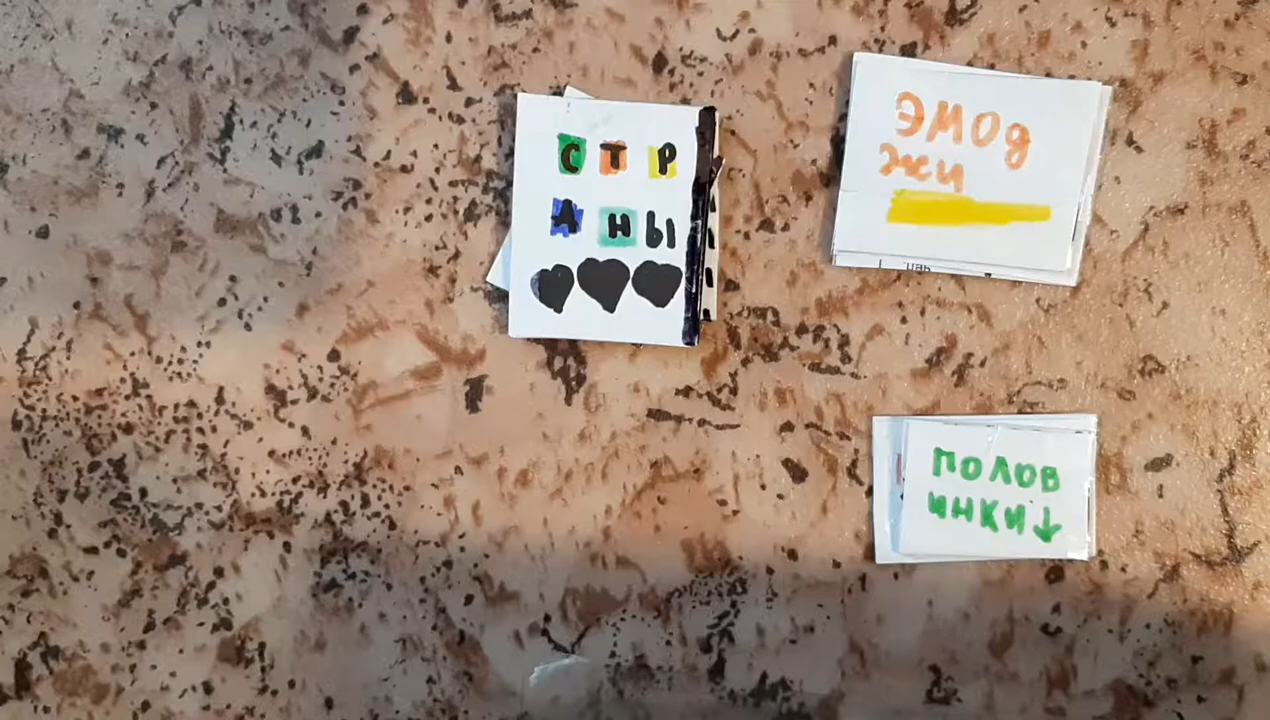 СТР
АНЫ
ЭМОД
ЖИ
ПОЛОВ
ИНКИ↓